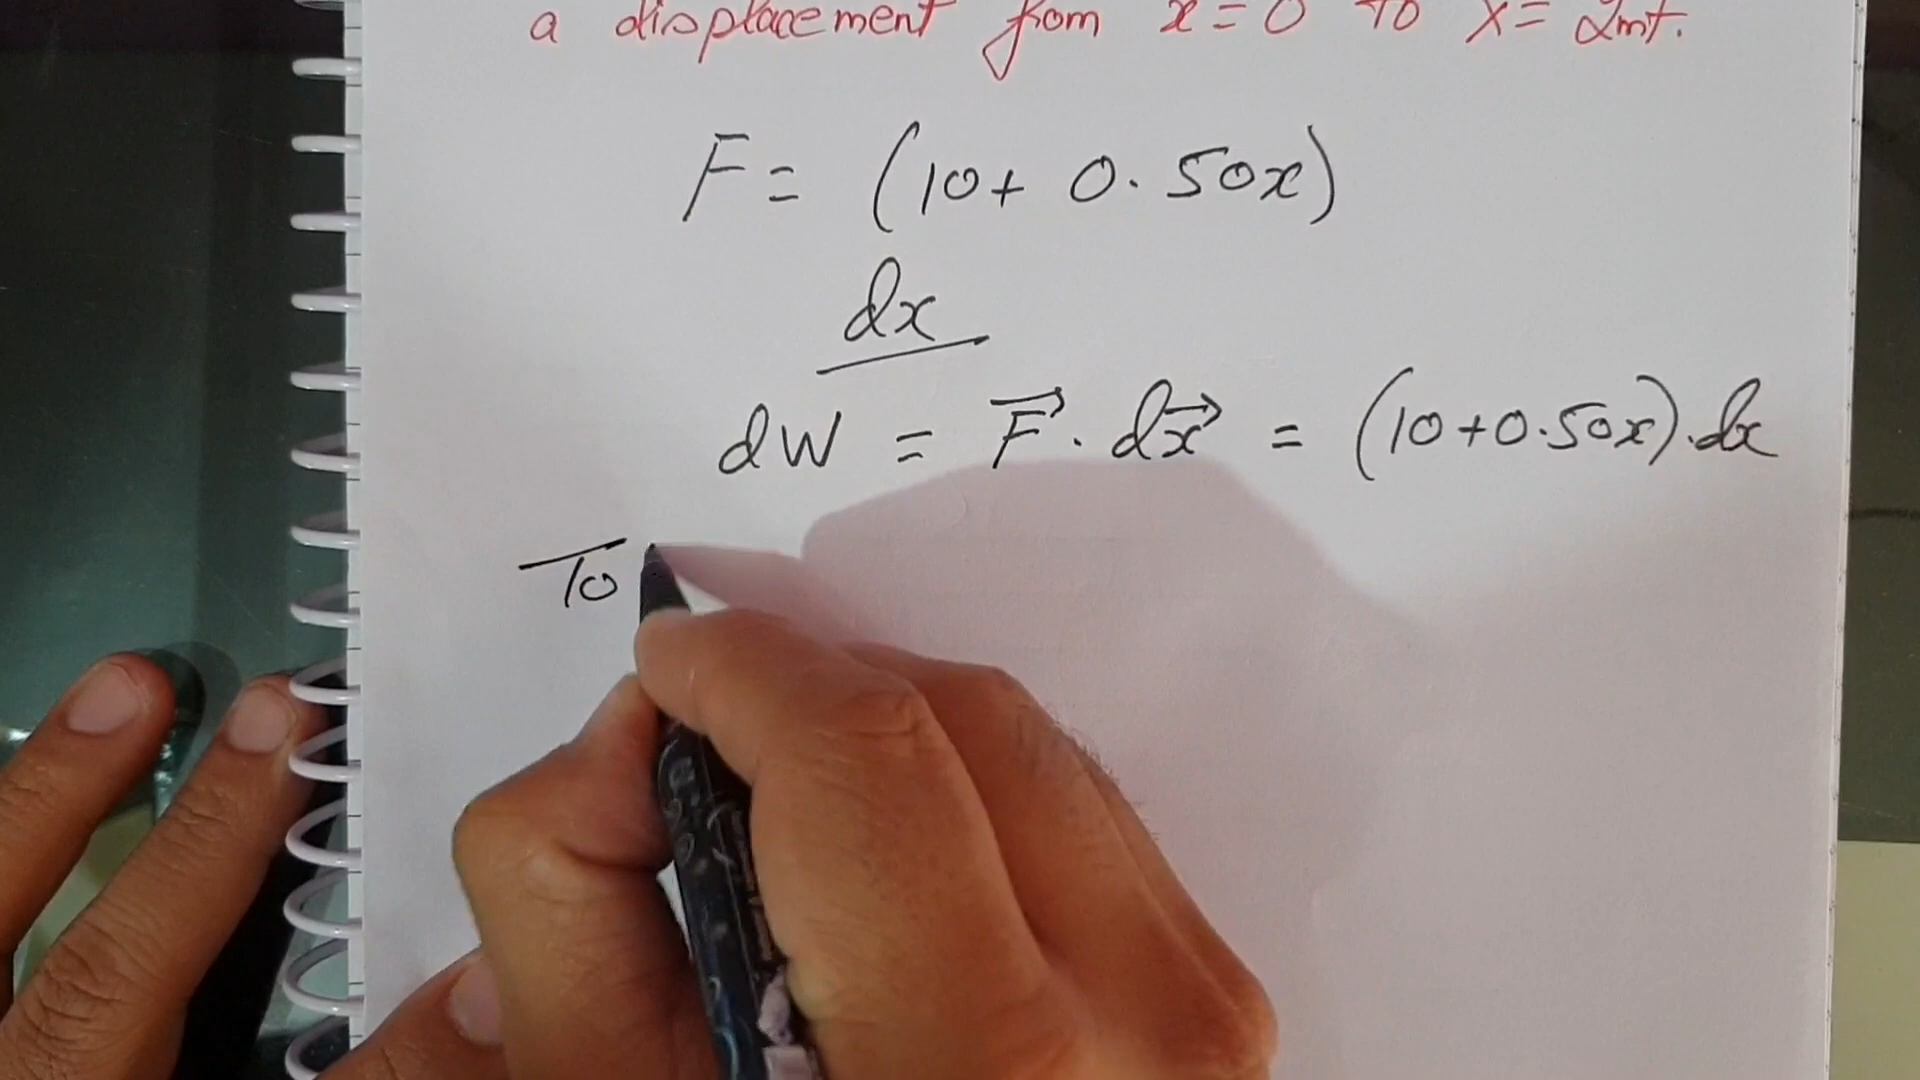 a displacement from x = 0 To x = 2mt.
F = (10 + 0.50x)
dx
dW = F⃗ . dx⃗ = (10+0.50x).dx
To